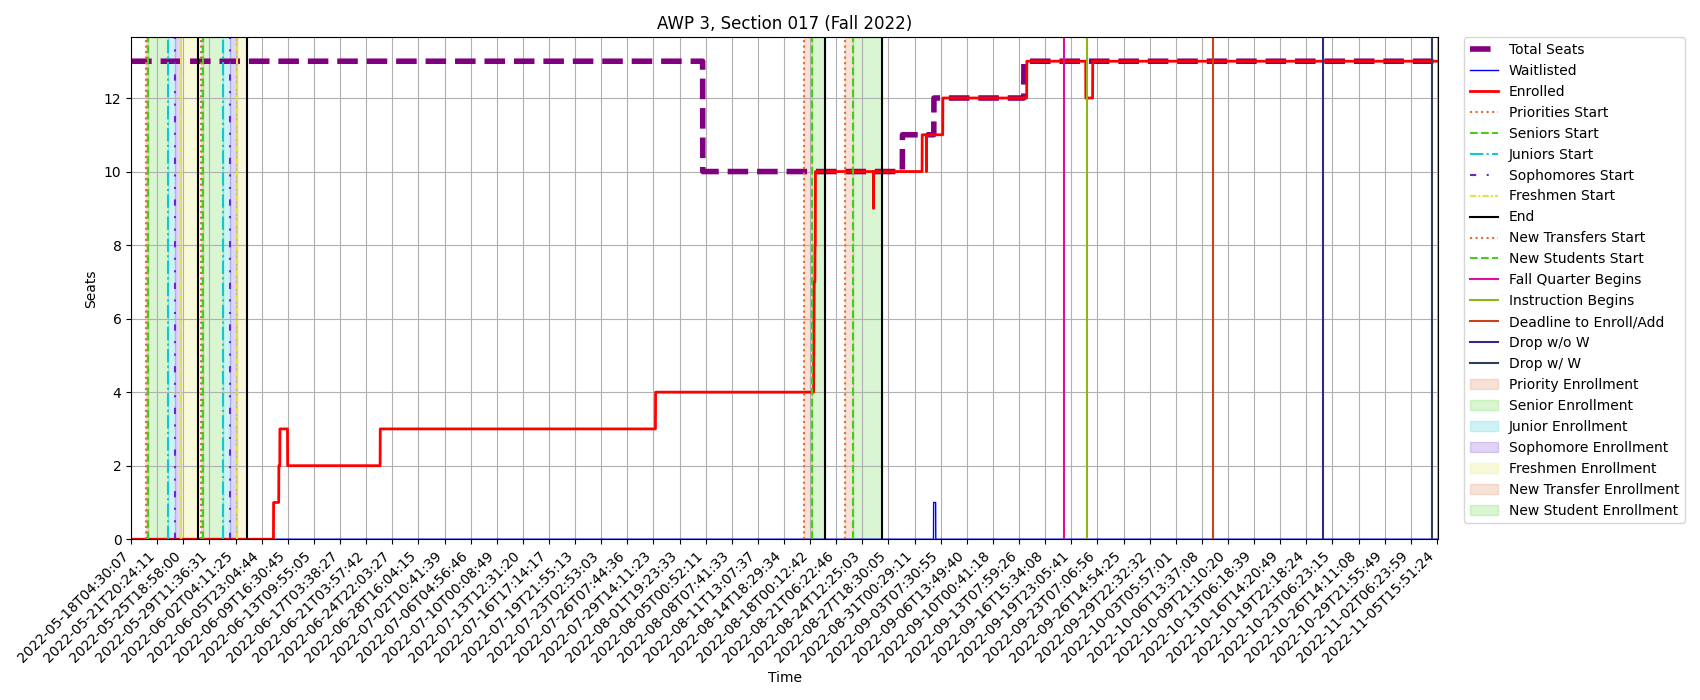 AWP 3, Section 017 (Fall 2022)
Seats
12
10
8
6
4
2
0
2022-05-18T04:30:07
2022-05-21T20:24:11
2022-05-25T18:58:00
2022-05-29T11:36:31
2022-06-02T04:11:25
2022-06-05T23:04:44
2022-06-09T16:30:45
2022-06-13T09:55:05
2022-06-17T03:38:27
2022-06-21T03:57:42
2022-06-24T22:03:27
2022-06-28T16:04:15
2022-07-02T10:41:39
2022-07-06T04:56:46
2022-07-10T00:08:49
2022-07-13T12:31:20
2022-07-16T17:14:17
2022-07-19T21:55:13
2022-07-23T02:53:03
2022-07-26T07:44:36
2022-07-29T14:11:23
2022-08-01T19:23:33
2022-08-05T00:52:11
2022-08-08T07:41:33
2022-08-11T13:07:37
2022-08-14T18:29:34
2022-08-18T00:12:42
2022-08-21T06:22:46
2022-08-24T12:25:03
2022-08-27T18:30:05
2022-08-31T00:29:11
2022-09-03T07:30:55
2022-09-06T13:49:40
2022-09-10T00:41:18
2022-09-13T07:59:26
2022-09-16T15:34:08
2022-09-19T23:05:41
2022-09-23T07:06:56
2022-09-26T14:54:25
2022-09-29T22:32:32
2022-10-03T05:57:01
2022-10-06T13:37:08
2022-10-09T21:10:20
2022-10-13T06:18:39
2022-10-16T14:20:49
2022-10-19T22:18:24
2022-10-23T06:23:15
2022-10-26T14:11:08
2022-10-29T21:55:49
2022-11-02T06:23:59
2022-11-05T15:51:24
Time
Total Seats
Waitlisted
Enrolled
Priorities Start
Seniors Start
Juniors Start
Sophomores Start
Freshmen Start
End
New Transfers Start
New Students Start
Fall Quarter Begins
Instruction Begins
Deadline to Enroll/Add
Drop w/o W
Drop w/ W
Priority Enrollment
Senior Enrollment
Junior Enrollment
Sophomore Enrollment
Freshmen Enrollment
New Transfer Enrollment
New Student Enrollment